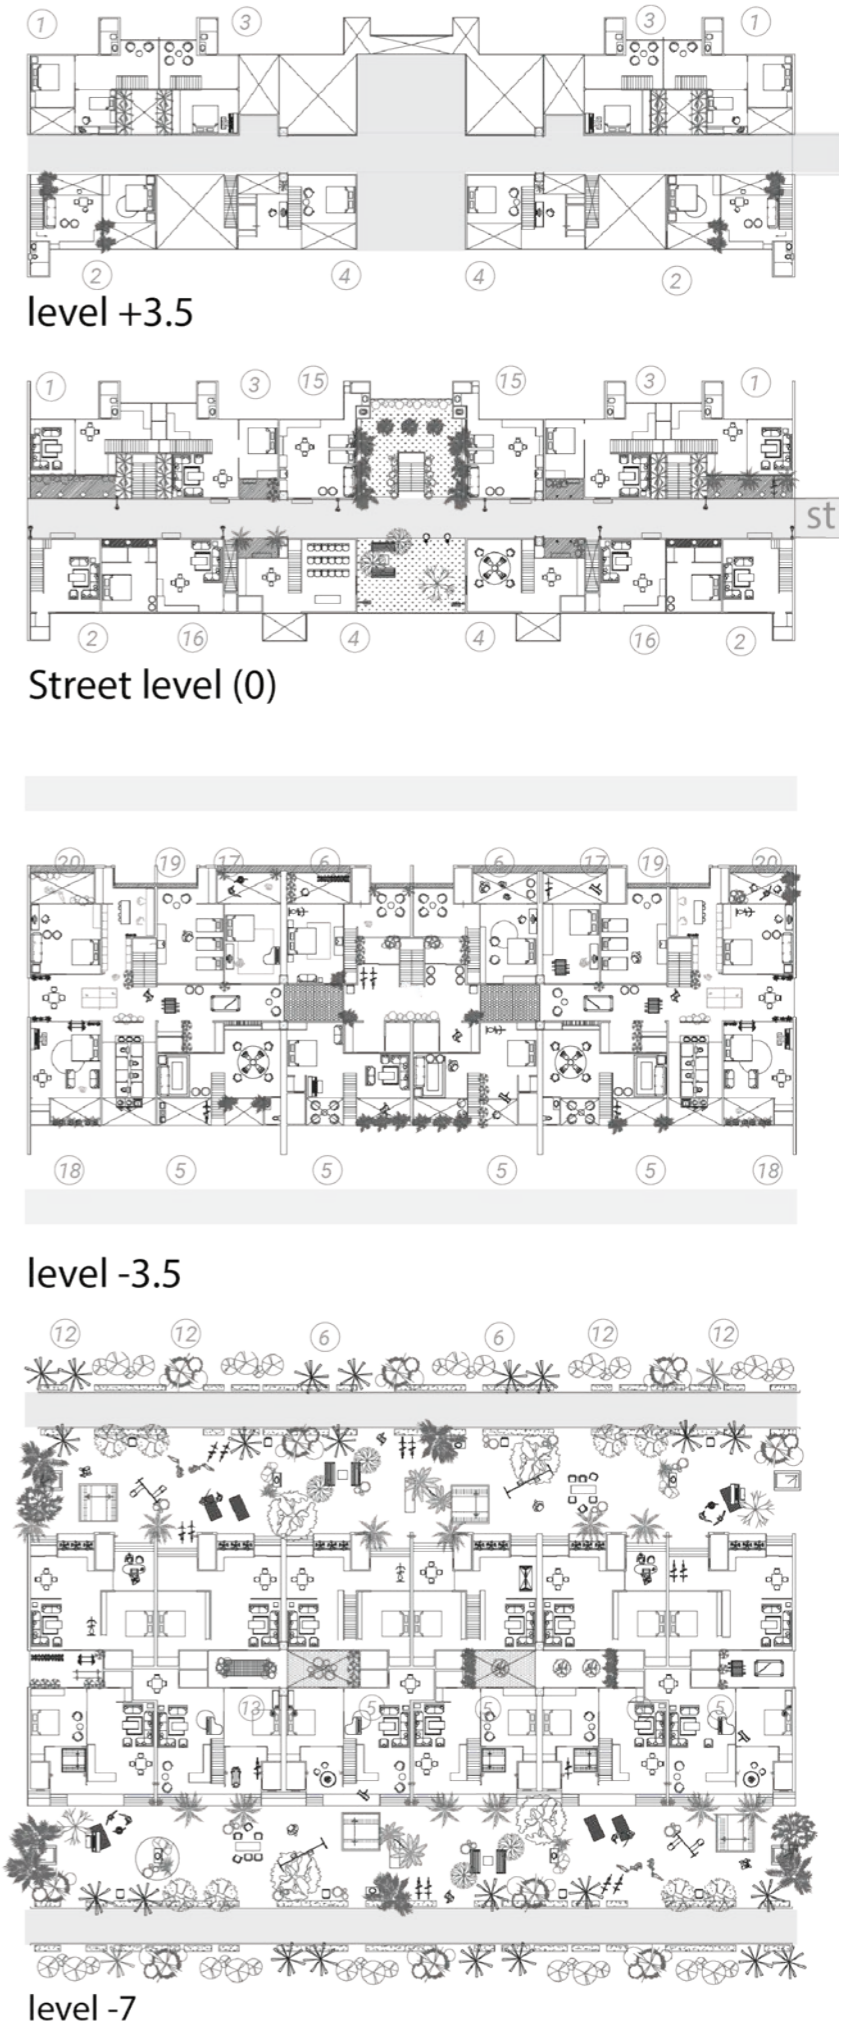 1 3 3 1
2 4 4 2
level +3.5
1 3 15 15 3 1
st
2 16 4 4 16 2
Street level (0)
20 19 17 6 6 17 19 20
18 5 5 5 5 18
level -3.5
12 12 6 6 12 12
13 5 5 5
level -7